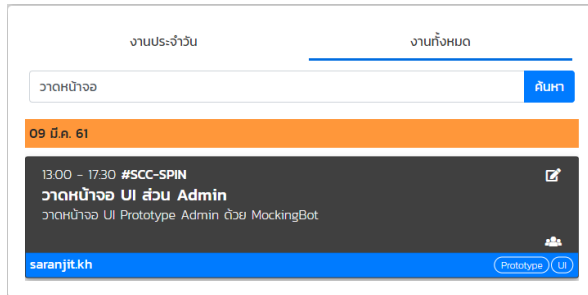 งานประจำวัน งานทั้งหมด
วาดหน้าจอ ค้นหา
09 มี.ค. 61
13:00 - 17:30 #SCC-SPIN
วาดหน้าจอ UI ส่วน Admin
วาดหน้าจอ UI Prototype Admin ด้วย MockingBot
saranjit.kh Prototype UI